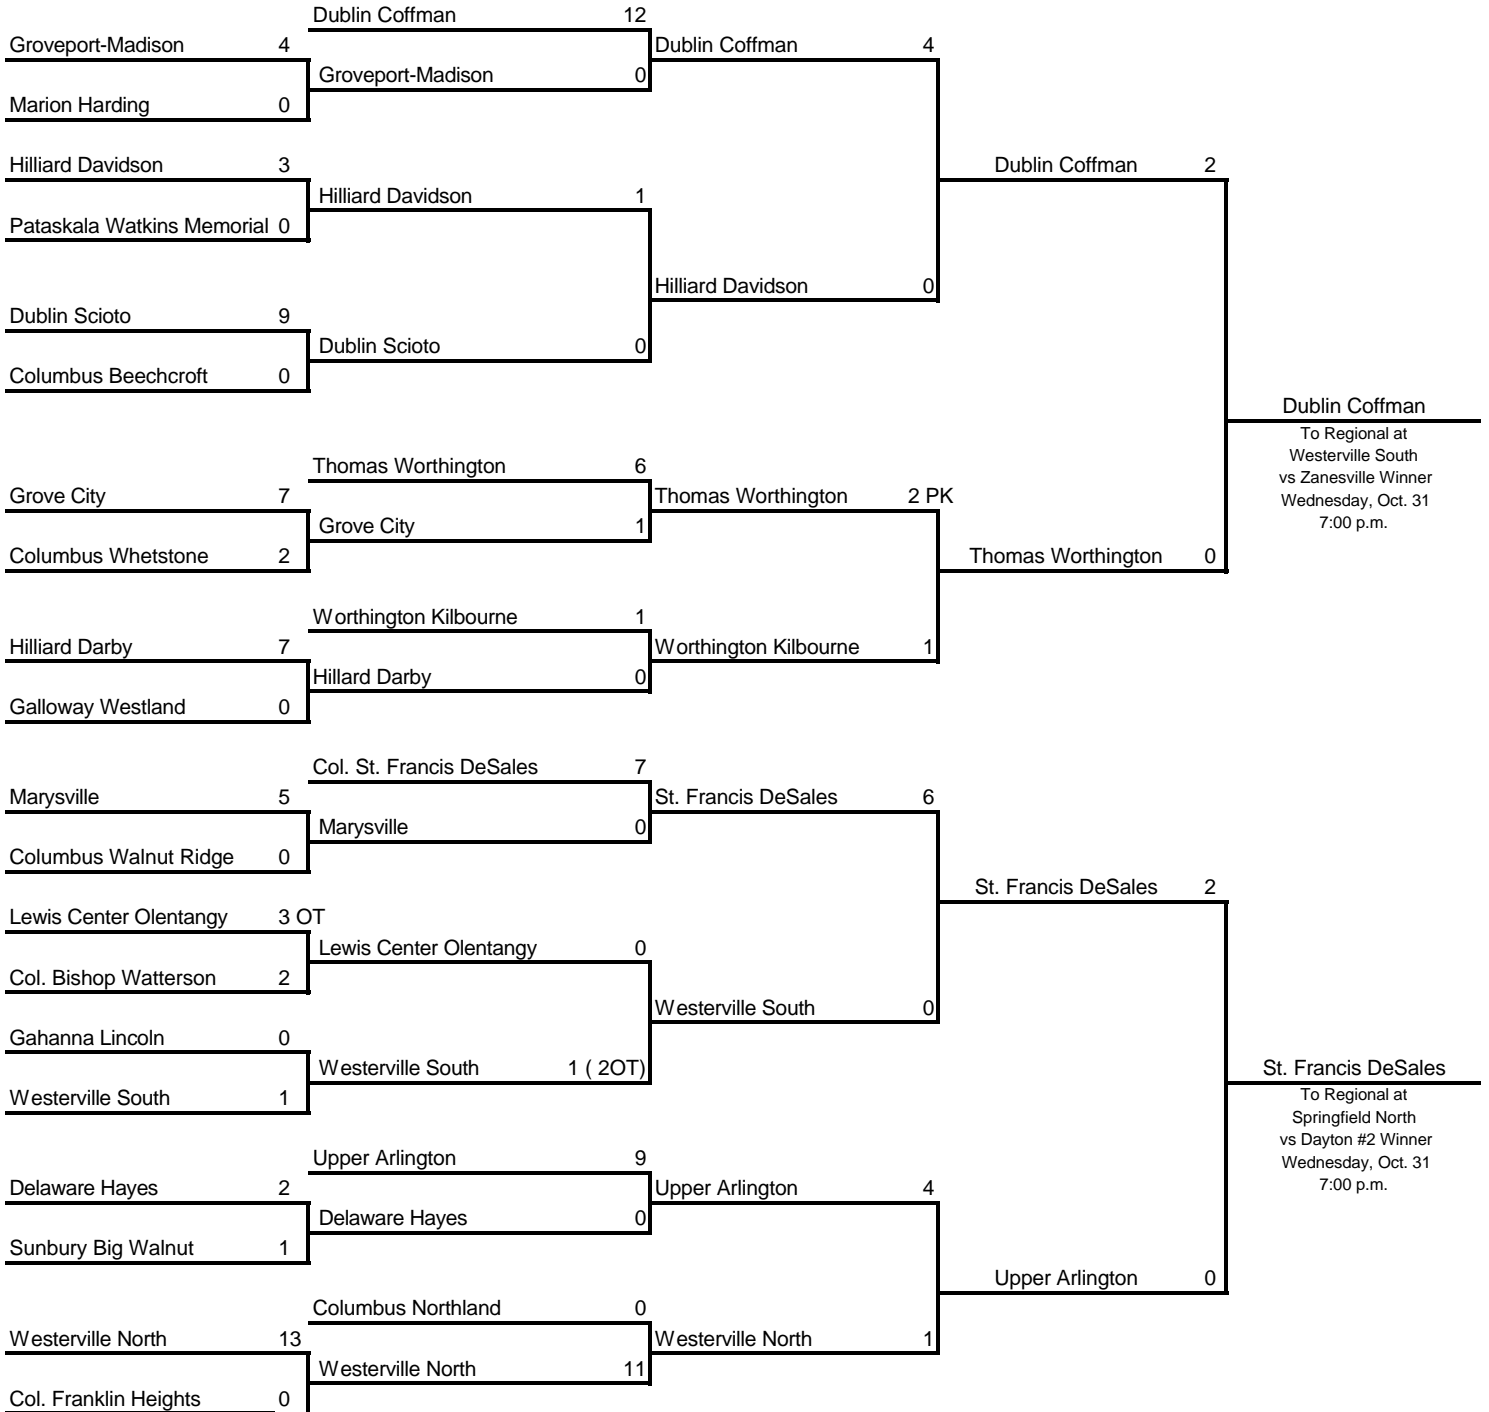 Dublin Coffman 12
Groveport-Madison 4
Dublin Coffman 4
Groveport-Madison 0
Marion Harding 0
Hilliard Davidson 3
Dublin Coffman 2
Hilliard Davidson 1
Pataskala Watkins Memorial 0
Hilliard Davidson 0
Dublin Scioto 9
Dublin Scioto 0
Columbus Beechcroft 0
Dublin Coffman
To Regional at
Westerville South
vs Zanesville Winner
Wednesday, Oct. 31
7:00 p.m.
Thomas Worthington 6
Grove City 7
Thomas Worthington 2 PK
Grove City 1
Columbus Whetstone 2
Thomas Worthington 0
Worthington Kilbourne 1
Hilliard Darby 7
Worthington Kilbourne 1
Hillard Darby 0
Galloway Westland 0
Col. St. Francis DeSales 7
Marysville 5
St. Francis DeSales 6
Marysville 0
Columbus Walnut Ridge 0
St. Francis DeSales 2
Lewis Center Olentangy 3 OT
Lewis Center Olentangy 0
Col. Bishop Watterson 2
Westerville South 0
Gahanna Lincoln 0
Westerville South 1 ( 2OT)
Westerville South 1
St. Francis DeSales
To Regional at
Springfield North
vs Dayton #2 Winner
Wednesday, Oct. 31
7:00 p.m.
Upper Arlington 9
Delaware Hayes 2
Upper Arlington 4
Delaware Hayes 0
Sunbury Big Walnut 1
Upper Arlington 0
Columbus Northland 0
Westerville North 13
Westerville North 1
Westerville North 11
Col. Franklin Heights 0